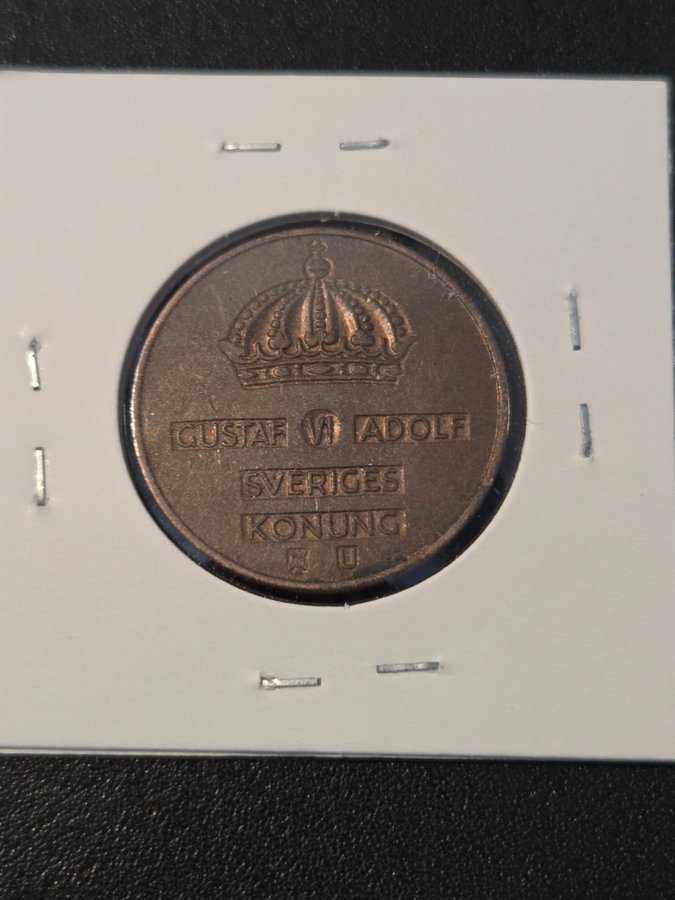 GUSTAF VI ADOLF
SVERIGES
KONUNG
U